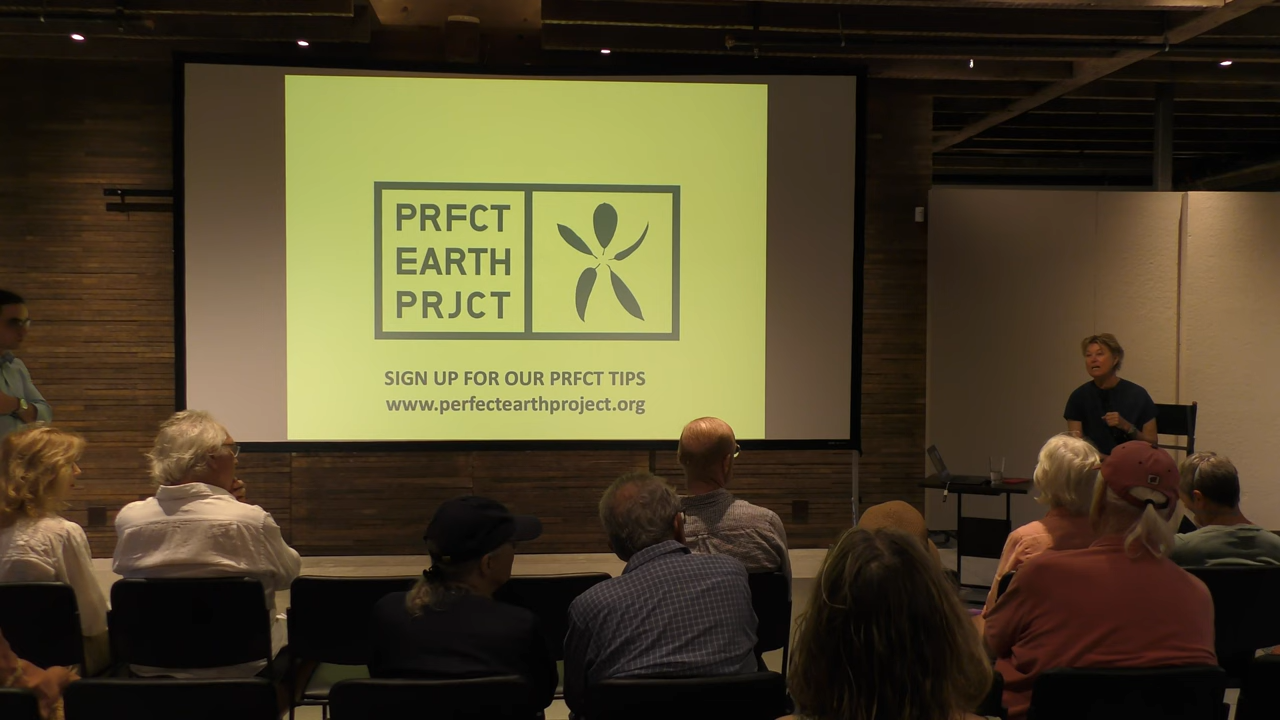 PRFCT
EARTH
PRJCT
SIGN UP FOR OUR PRFCT TIPS
www.perfectearthproject.org